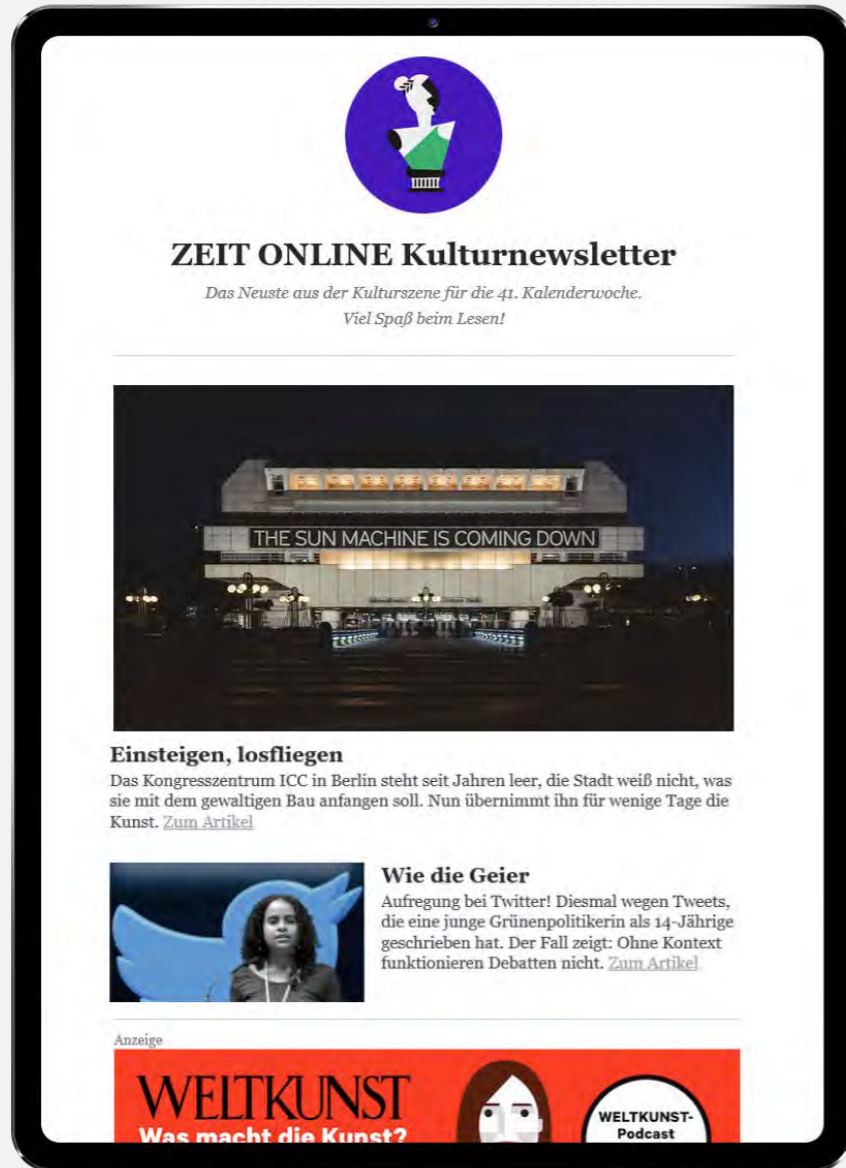 ZEIT ONLINE Kulturnewsletter
Das Neuste aus der Kulturszene für die 41. Kalenderwoche.
Viel Spaß beim Lesen!
THE SUN MACHINE IS COMING DOWN
Einsteigen, losfliegen
Das Kongresszentrum ICC in Berlin steht seit Jahren leer, die Stadt weiß nicht, was
sie mit dem gewaltigen Bau anfangen soll. Nun übernimmt ihn für wenige Tage die
Kunst. Zum Artikel
Wie die Geier
Aufregung bei Twitter! Diesmal wegen Tweets,
die eine junge Grünenpolitikerin als 14-Jährige
geschrieben hat. Der Fall zeigt: Ohne Kontext
funktionieren Debatten nicht. Zum Artikel
Anzeige
WELTKUNST
Was macht die Kunst?
WELTKUNST-
Podcast